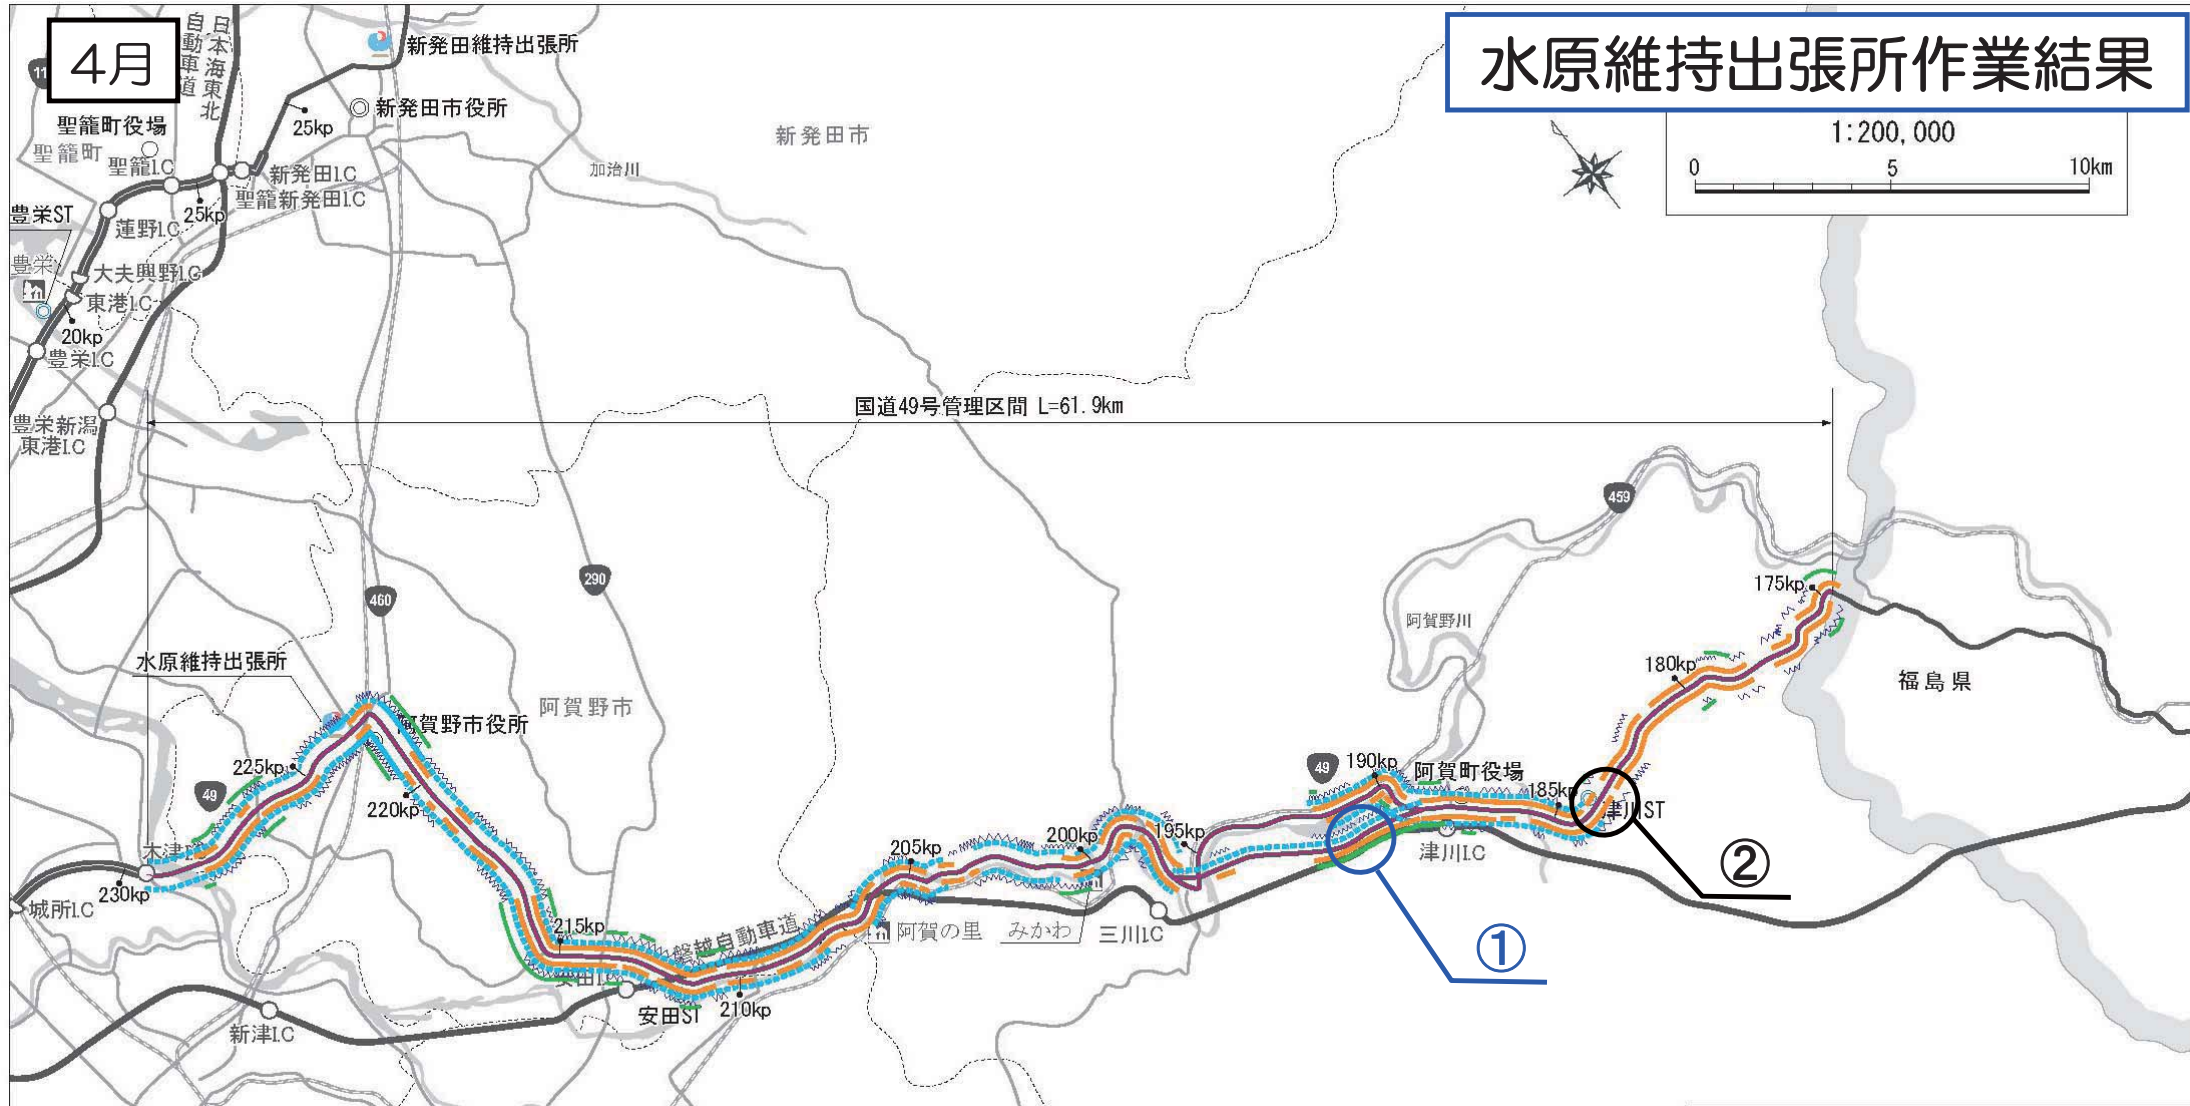 4月
水原維持出張所作業結果
1:200,000
0 5 10km
日本海東北
自動車道
新発田維持出張所
新発田市役所
25kp
新発田市
加治川
聖籠町役場
聖籠町
聖籠I.C
新発田I.C
聖籠新発田I.C
25kp
豊栄ST
蓮野I.C
豊栄
大夫興野I.C
東港I.C
20kp
豊栄I.C
豊栄新潟
東港I.C
国道49号管理区間 L=61.9km
459
290
460
175kp
阿賀野川
180kp
福島県
水原維持出張所
阿賀野市役所
阿賀野市
225kp
49
220kp
49
190kp
阿賀町役場
185kp
津川ST
②
木津I.C
230kp
城所I.C
205kp
200kp
195kp
津川I.C
215kp
磐越自動車道
阿賀の里
みかわ
三川I.C
①
安田I.C
安田ST
210kp
新津I.C